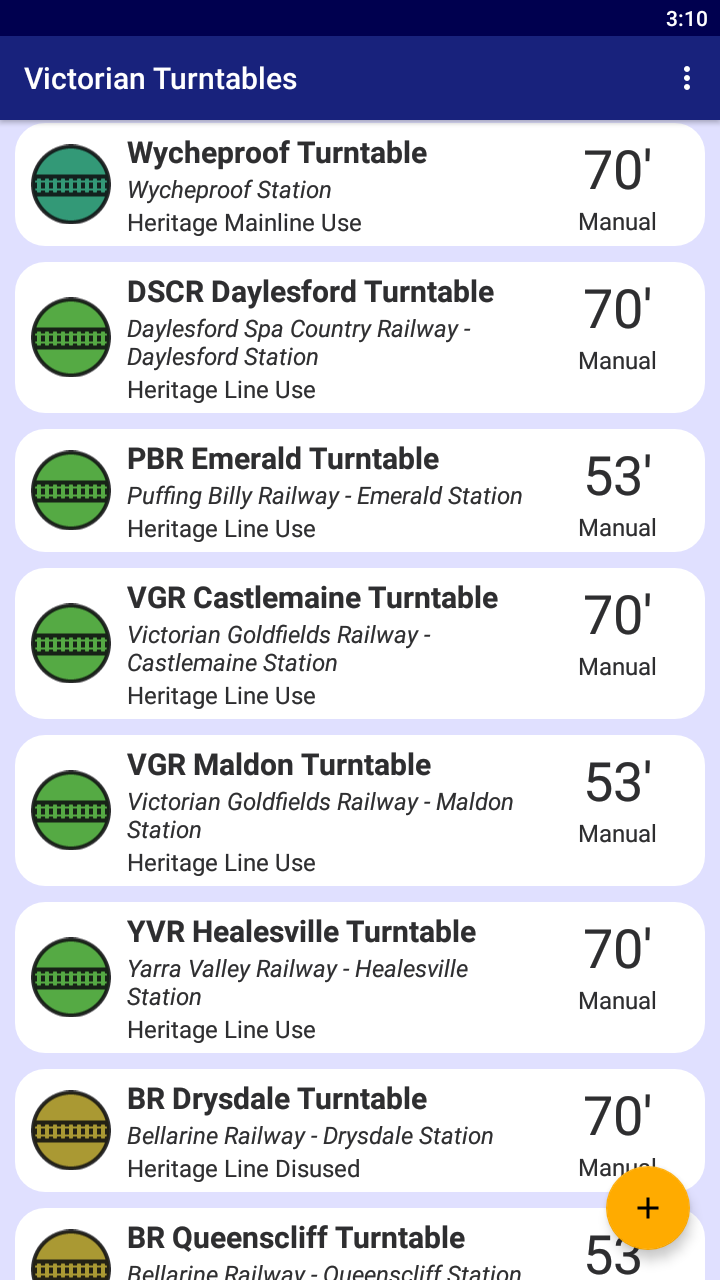 3:10
Victorian Turntables
Wycheproof Turntable
Wycheproof Station
Heritage Mainline Use
70'
Manual
DSCR Daylesford Turntable
Daylesford Spa Country Railway -
Daylesford Station
Heritage Line Use
70'
Manual
PBR Emerald Turntable
Puffing Billy Railway - Emerald Station
Heritage Line Use
53'
Manual
VGR Castlemaine Turntable
Victorian Goldfields Railway -
Castlemaine Station
Heritage Line Use
70'
Manual
VGR Maldon Turntable
Victorian Goldfields Railway - Maldon
Station
Heritage Line Use
53'
Manual
YVR Healesville Turntable
Yarra Valley Railway - Healesville
Station
Heritage Line Use
70'
Manual
BR Drysdale Turntable
Bellarine Railway - Drysdale Station
Heritage Line Disused
70'
Manual
+
BR Queenscliff Turntable
Bellarine Railway - Queenscliff Station
53'